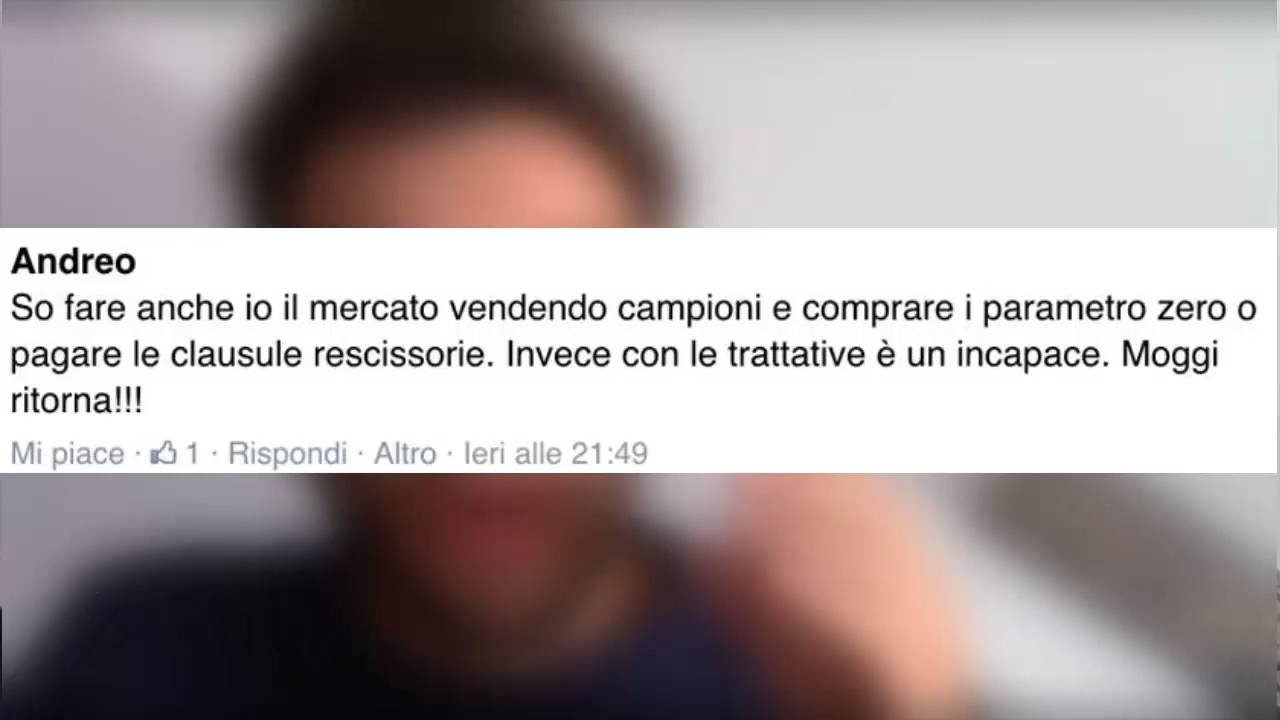 Andreo
So fare anche io il mercato vendendo campioni e comprare i parametro zero o
pagare le clausule rescissorie. Invece con le trattative è un incapace. Moggi
ritorna!!!
Mi piace · 1 · Rispondi · Altro · Ieri alle 21:49